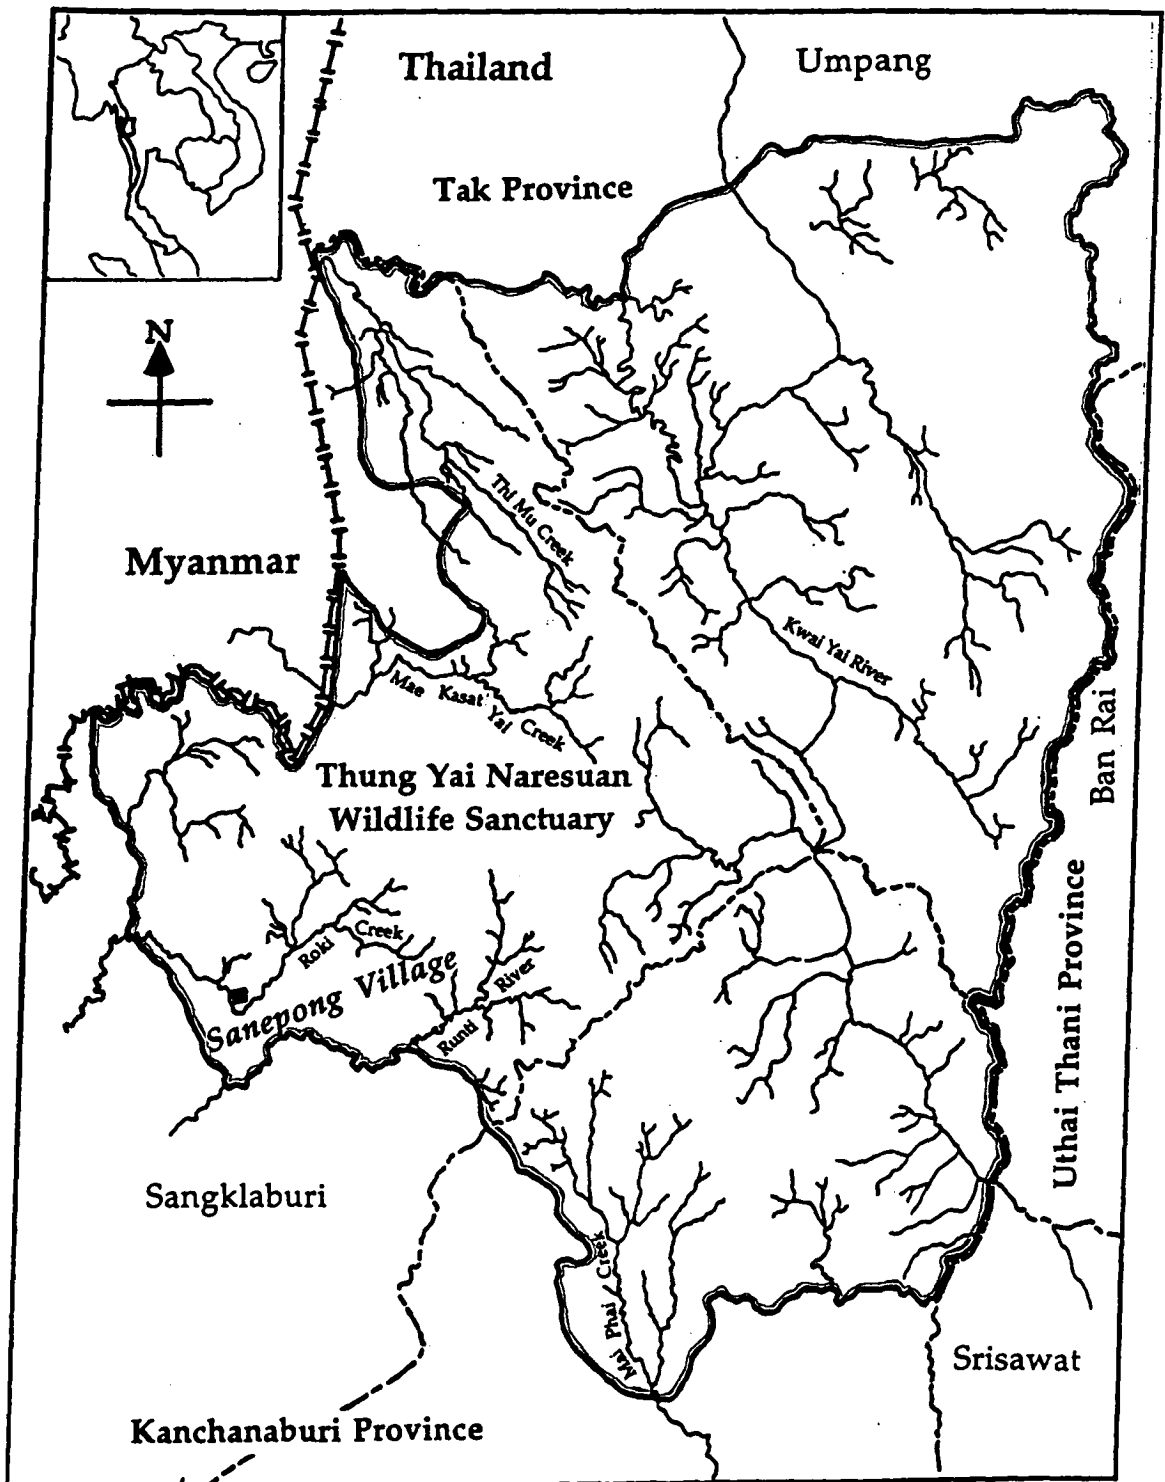 Thailand
Umpang
Tak Province
N
Thi Mu Creek
Myanmar
Kwai Yai River
Mae Kasat Yai Creek
Ban Rai
Thung Yai Naresuan
Wildlife Sanctuary
Roki Creek
Sanepong Village
Runti River
Uthai Thani Province
Sangklaburi
Mai Phai Creek
Srisawat
Kanchanaburi Province